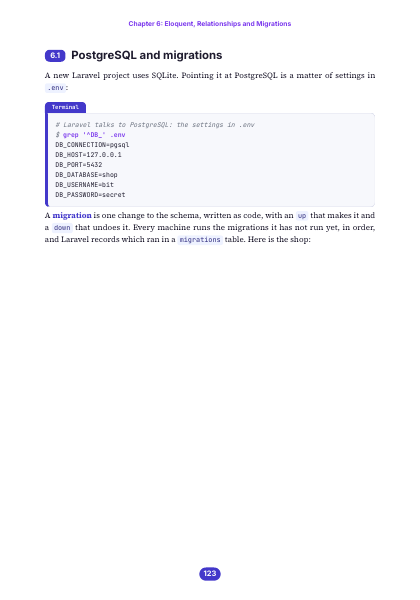 Chapter 6: Eloquent, Relationships and Migrations
6.1 PostgreSQL and migrations
A new Laravel project uses SQLite. Pointing it at PostgreSQL is a matter of settings in
.env:
Terminal
# Laravel talks to PostgreSQL: the settings in .env
$ grep '^DB_' .env
DB_CONNECTION=pgsql
DB_HOST=127.0.0.1
DB_PORT=5432
DB_DATABASE=shop
DB_USERNAME=bit
DB_PASSWORD=secret
A migration is one change to the schema, written as code, with an up that makes it and
a down that undoes it. Every machine runs the migrations it has not run yet, in order,
and Laravel records which ran in a migrations table. Here is the shop:
123